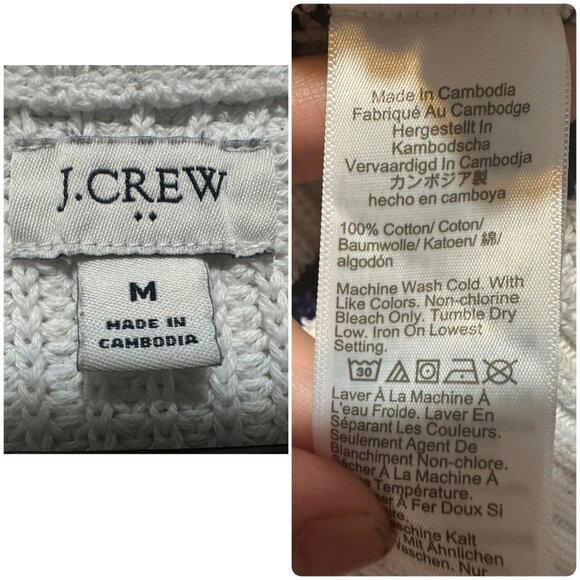 J.CREW
M
MADE IN
CAMBODIA
Made In Cambodia
Fabriqué Au Cambodge
Hergestellt In
Kambodscha
Vervaardigd In Cambodja
カンボジア製
hecho en camboya
100% Cotton/ Coton/
Baumwolle/ Katoen/ 綿/
algodón
Machine Wash Cold. With
Like Colors. Non-chlorine
Bleach Only. Tumble Dry
Low. Iron On Lowest
Setting.
30
Laver À La Machine À
L'eau Froide. Laver En
Séparant Les Couleurs.
Seulement Agent De
Blanchiment Non-chlore.
Sécher À La Machine À
Température.
À Fer Doux Si
Maschine Kalt
Mit Ähnlichen
Waschen. Nur